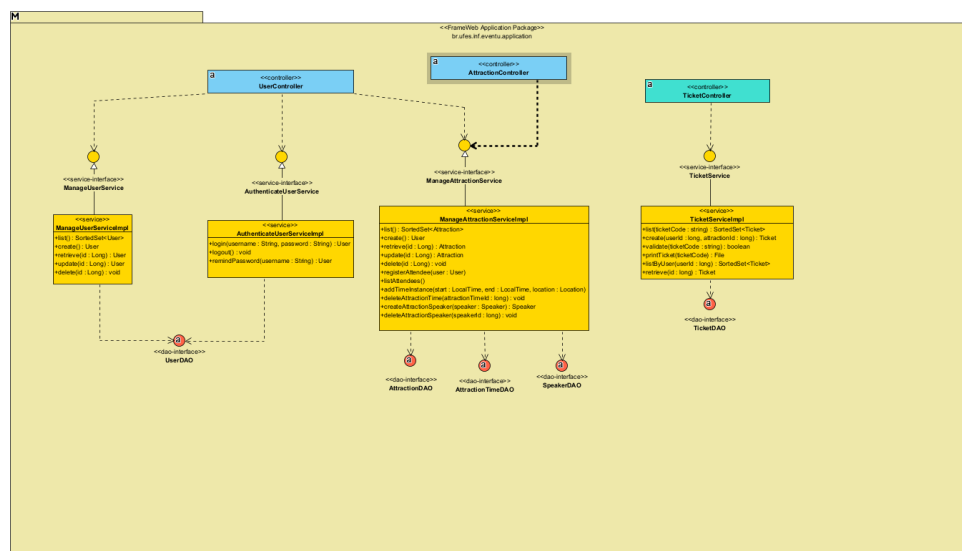 M
<<FrameWeb Application Package>>
br.ufes.inf.eventu.application
a
<<controller>>
UserController
a
<<controller>>
AttractionController
a
<<controller>>
TicketController
<<service-interface>>
ManageUserService
<<service-interface>>
AuthenticateUserService
<<service-interface>>
ManageAttractionService
<<service-interface>>
TicketService
<<service>>
ManageUserServiceImpl
+list() : SortedSet<User>
+create() : User
+retrieve(id : Long) : User
+update(id : Long) : User
+delete(id : Long) : void
<<service>>
AuthenticateUserServiceImpl
+login(username : String, password : String) : User
+logout() : void
+remindPassword(username : String) : User
<<service>>
ManageAttractionServiceImpl
+list() : SortedSet<Attraction>
+create() : User
+retrieve(id : Long) : Attraction
+update(id : Long) : Attraction
+delete(id : Long) : void
+registerAttendee(user : User)
+listAttendees()
+addTimeInstance(start : LocalTime, end : LocalTime, location : Location)
+deleteAttractionTime(attractionTimeId : long) : void
+createAttractionSpeaker(speaker : Speaker) : Speaker
+deleteAttractionSpeaker(speakerId : long) : void
<<service>>
TicketServiceImpl
+list(ticketCode : string) : SortedSet<Ticket>
+create(userId : long, attractionId : long) : Ticket
+validate(ticketCode : string) : boolean
+printTicket(ticketCode) : File
+listByUser(userId : long) : SortedSet<Ticket>
+retrieve(id : long) : Ticket
a
<<dao-interface>>
UserDAO
a
<<dao-interface>>
AttractionDAO
a
<<dao-interface>>
AttractionTimeDAO
a
<<dao-interface>>
SpeakerDAO
a
<<dao-interface>>
TicketDAO